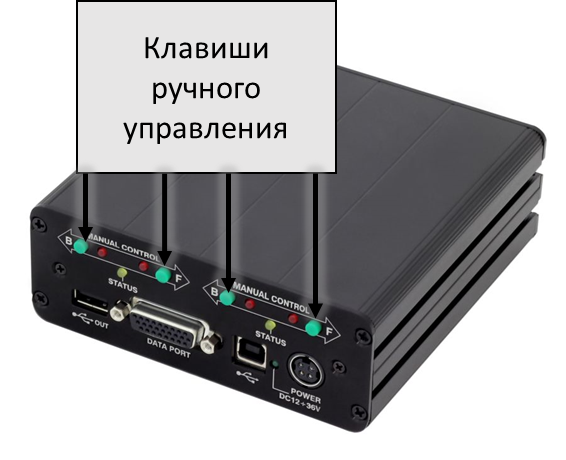 Клавиши
ручного
управления
B MANUAL CONTROL F
STATUS
B MANUAL CONTROL F
STATUS
OUT
DATA PORT
POWER
DC12÷36V